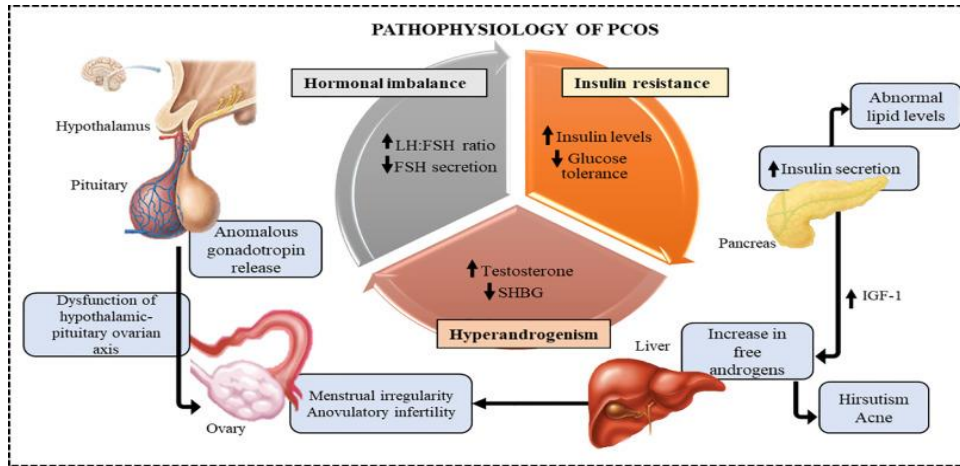 PATHOPHYSIOLOGY OF PCOS
Hormonal imbalance
↑LH:FSH ratio
↓FSH secretion
Insulin resistance
↑Insulin levels
↓Glucose
tolerance
↑Testosterone
↓SHBG
Hyperandrogenism
Hypothalamus
Pituitary
Anomalous
gonadotropin
release
Dysfunction of
hypothalamic-
pituitary ovarian
axis
Ovary
Menstrual irregularity
Anovulatory infertility
Abnormal
lipid levels
↑Insulin secretion
Pancreas
↑ IGF-1
Liver
Increase in
free
androgens
Hirsutism
Acne